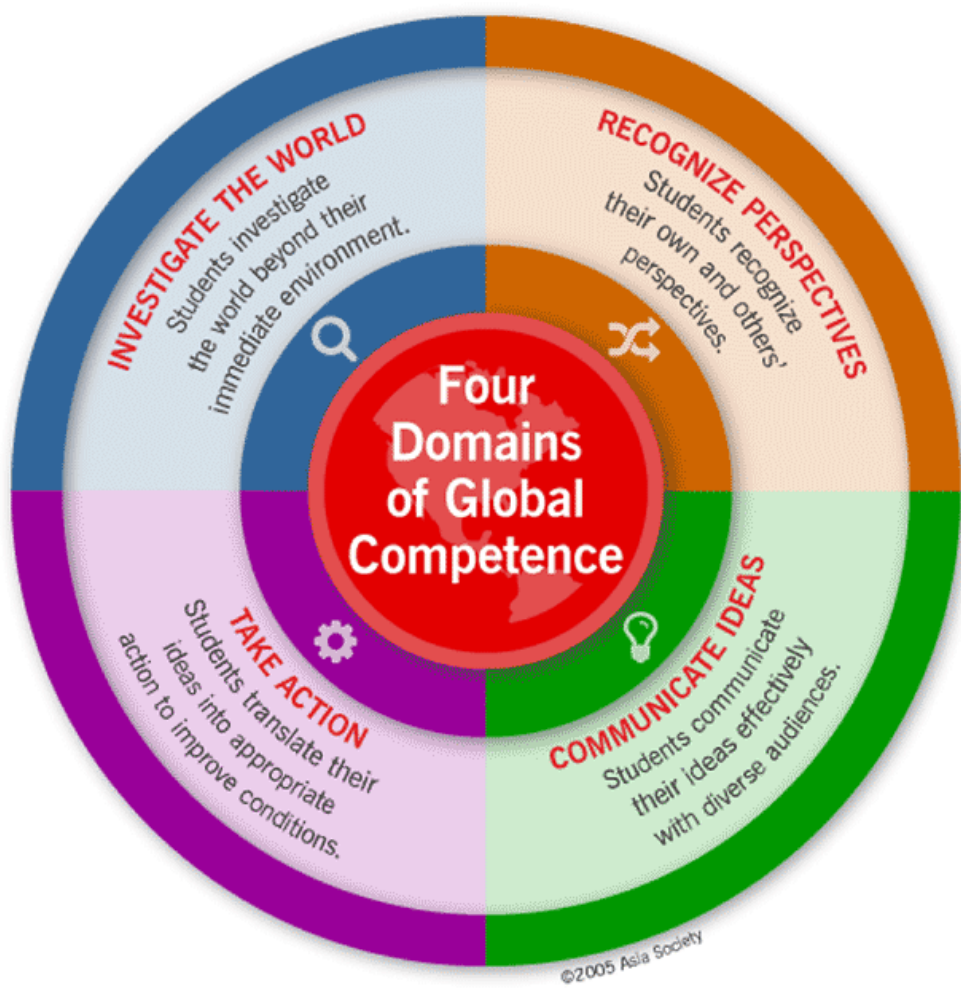 INVESTIGATE THE WORLD
Students investigate
the world beyond their
immediate environment.
RECOGNIZE PERSPECTIVES
Students recognize
their own and others’
perspectives.
Four
Domains
of Global
Competence
TAKE ACTION
Students translate their
ideas into appropriate
action to improve conditions.
COMMUNICATE IDEAS
Students communicate
their ideas effectively
with diverse audiences.
©2005 Asia Society